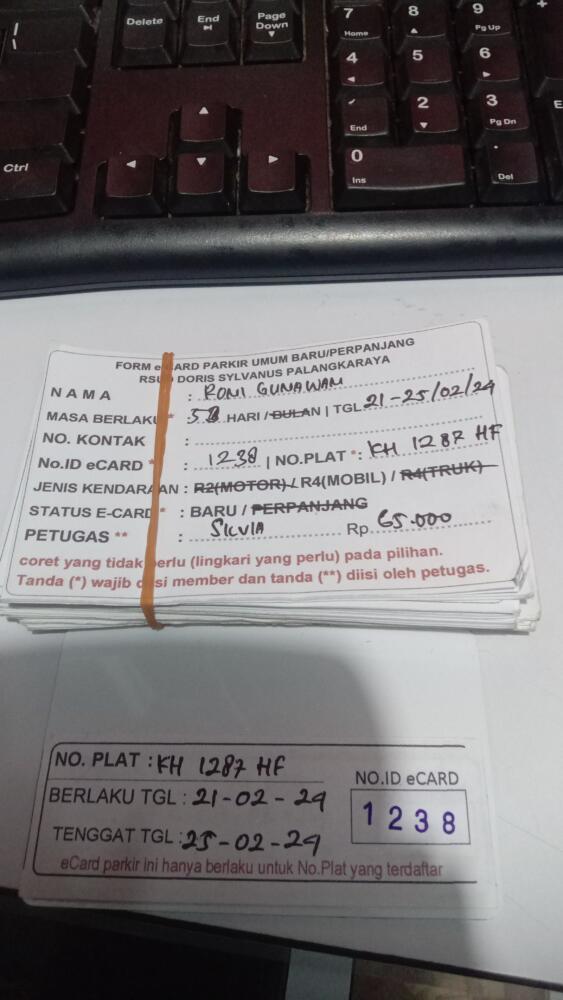 Delete End Page Down 7 Home 8 9 Pg Up +
4 5 6
End 2 3 Pg Dn
Ctrl 0 Ins . Del
FORM eCARD PARKIR UMUM BARU/PERPANJANG
RSUD DORIS SYLVANUS PALANGKARAYA
NAMA : RONI GUNAWAN
MASA BERLAKU * : HARI / BULAN | TGL 21-25/02/24
NO. KONTAK :
No.ID eCARD * : 1238 | NO.PLAT *: KH 1287 HF
JENIS KENDARAAN : R2(MOTOR) / R4(MOBIL) / R4(TRUK)
STATUS E-CARD * : BARU / PERPANJANG
PETUGAS ** : SILVIA Rp. 65.000
coret yang tidak perlu (lingkari yang perlu) pada pilihan.
Tanda (*) wajib diisi member dan tanda (**) diisi oleh petugas.
NO. PLAT : KH 1287 HF
BERLAKU TGL : 21-02-24
TENGGAT TGL : 25-02-24
NO.ID eCARD
1238
eCard parkir ini hanya berlaku untuk No.Plat yang terdaftar